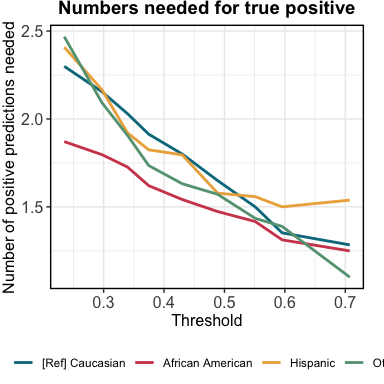 Numbers needed for true positive
Number of positive predictions needed
2.5
2.0
1.5
0.3 0.4 0.5 0.6 0.7
Threshold
[Ref] Caucasian African American Hispanic